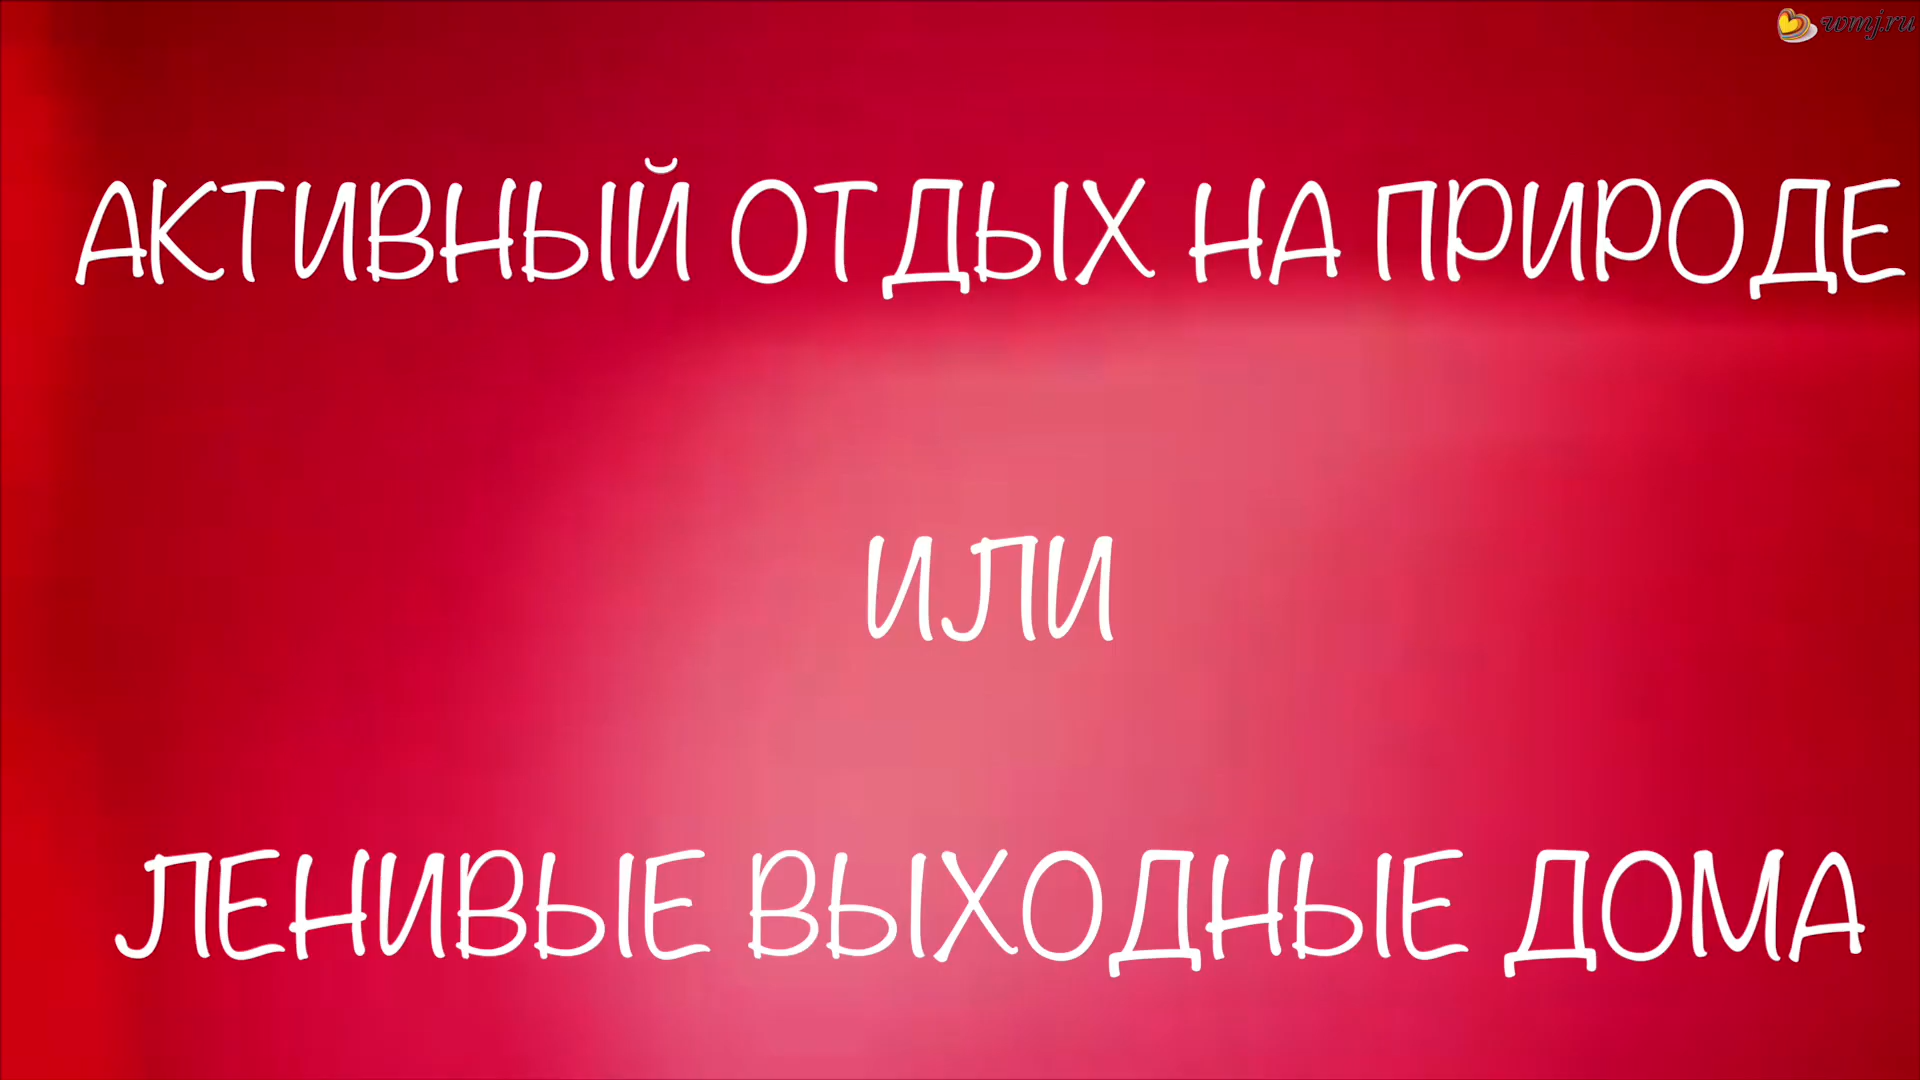 wmj.ru
АКТИВНЫЙ ОТДЫХ НА ПРИРОДЕ
ИЛИ
ЛЕНИВЫЕ ВЫХОДНЫЕ ДОМА